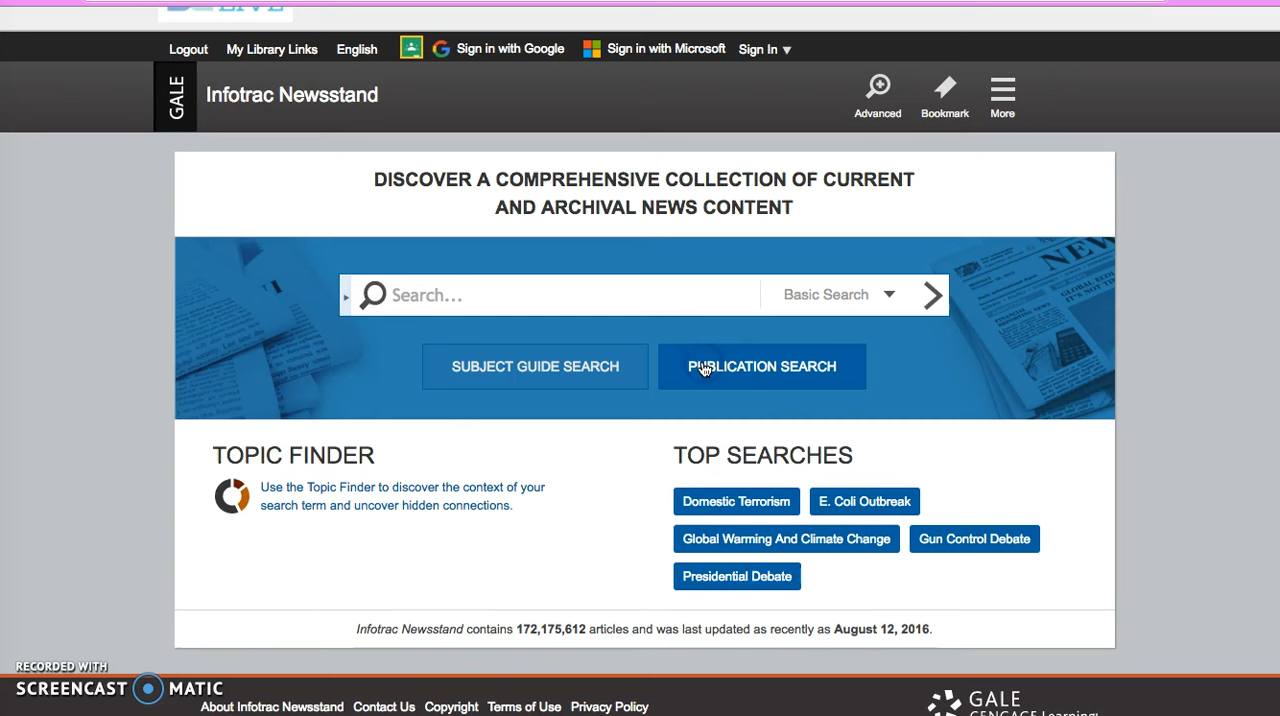 LIVE
Logout My Library Links English Sign in with Google Sign in with Microsoft Sign In
GALE Infotrac Newsstand
Advanced Bookmark More
DISCOVER A COMPREHENSIVE COLLECTION OF CURRENT
AND ARCHIVAL NEWS CONTENT
Search... Basic Search
SUBJECT GUIDE SEARCH PUBLICATION SEARCH
TOPIC FINDER
Use the Topic Finder to discover the context of your
search term and uncover hidden connections.
TOP SEARCHES
Domestic Terrorism E. Coli Outbreak
Global Warming And Climate Change Gun Control Debate
Presidential Debate
Infotrac Newsstand contains 172,175,612 articles and was last updated as recently as August 12, 2016.
RECORDED WITH
SCREENCAST MATIC
About Infotrac Newsstand Contact Us Copyright Terms of Use Privacy Policy
GALE
CENGAGE Learning